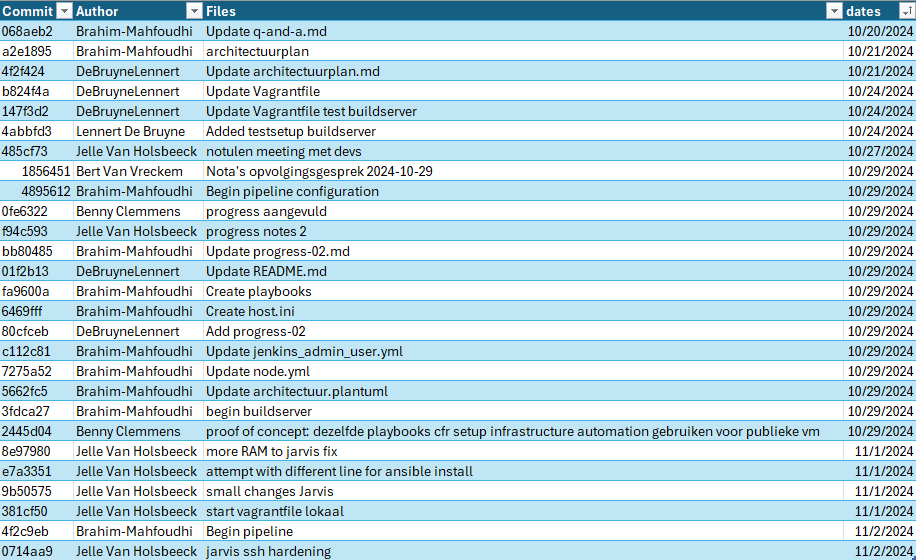 Commit Author Files dates
068aeb2 Brahim-Mahfoudhi Update q-and-a.md 10/20/2024
a2e1895 Brahim-Mahfoudhi architectuurplan 10/21/2024
4f2f424 DeBruyneLennert Update architectuurplan.md 10/21/2024
b824f4a DeBruyneLennert Update Vagrantfile 10/24/2024
147f3d2 DeBruyneLennert Update Vagrantfile test buildserver 10/24/2024
4abbfd3 Lennert De Bruyne Added testsetup buildserver 10/24/2024
485cf73 Jelle Van Holsbeeck notulen meeting met devs 10/27/2024
1856451 Bert Van Vreckem Nota's opvolgingsgesprek 2024-10-29 10/29/2024
4895612 Brahim-Mahfoudhi Begin pipeline configuration 10/29/2024
0fe6322 Benny Clemmens progress aangevuld 10/29/2024
f94c593 Jelle Van Holsbeeck progress notes 2 10/29/2024
bb80485 Brahim-Mahfoudhi Update progress-02.md 10/29/2024
01f2b13 DeBruyneLennert Update README.md 10/29/2024
fa9600a Brahim-Mahfoudhi Create playbooks 10/29/2024
6469fff Brahim-Mahfoudhi Create host.ini 10/29/2024
80cfceb DeBruyneLennert Add progress-02 10/29/2024
c112c81 Brahim-Mahfoudhi Update jenkins_admin_user.yml 10/29/2024
7275a52 Brahim-Mahfoudhi Update node.yml 10/29/2024
5662fc5 Brahim-Mahfoudhi Update architectuur.plantuml 10/29/2024
3fdca27 Brahim-Mahfoudhi begin buildserver 10/29/2024
2445d04 Benny Clemmens proof of concept: dezelfde playbooks cfr setup infrastructure automation gebruiken voor publieke vm 10/29/2024
8e97980 Jelle Van Holsbeeck more RAM to jarvis fix 11/1/2024
e7a3351 Jelle Van Holsbeeck attempt with different line for ansible install 11/1/2024
9b50575 Jelle Van Holsbeeck small changes Jarvis 11/1/2024
381cf50 Jelle Van Holsbeeck start vagrantfile lokaal 11/1/2024
4f2c9eb Brahim-Mahfoudhi Begin pipeline 11/2/2024
0714aa9 Jelle Van Holsbeeck jarvis ssh hardening 11/2/2024